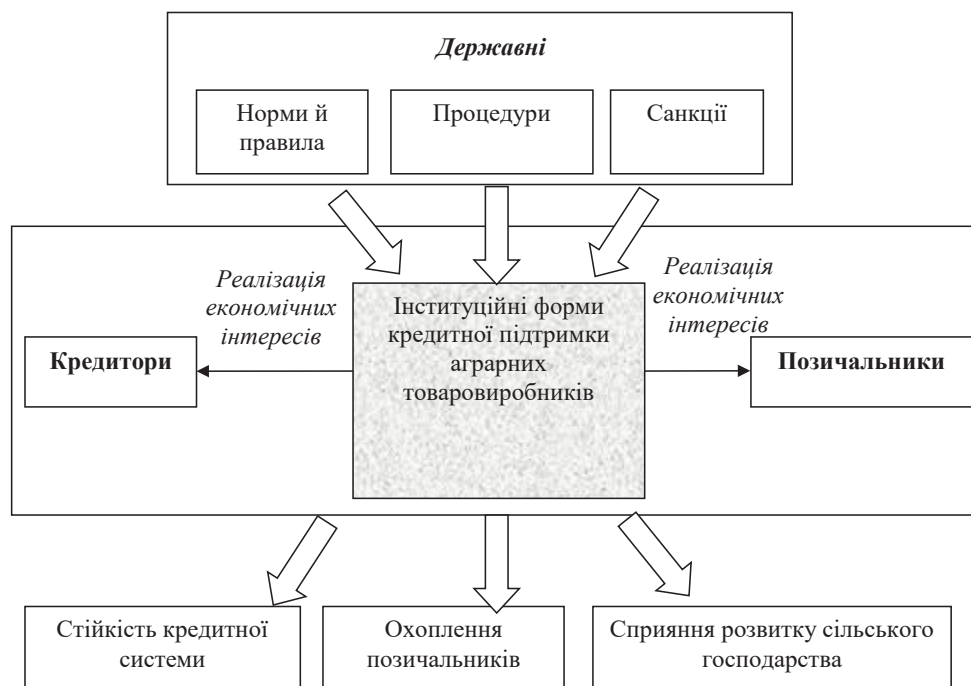 Державні
Норми й
правила
Процедури
Санкції
Реалізація
економічних
інтересів
Реалізація
економічних
інтересів
Інституційні форми
кредитної підтримки
аграрних
товаровиробників
Кредитори
Позичальники
Стійкість кредитної
системи
Охоплення
позичальників
Сприяння розвитку сільського
господарства